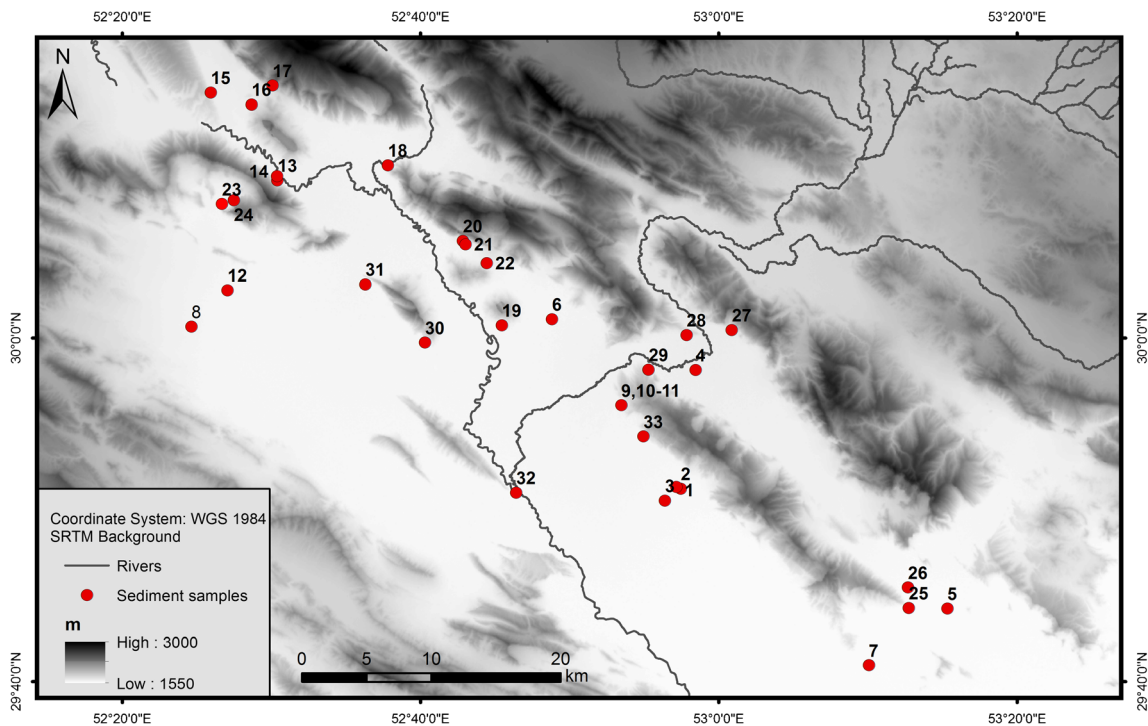 52°20'0"E 52°40'0"E 53°0'0"E 53°20'0"E
N
17
15
16
18
13
14
23
24
20
21
22
31
12
8
19
6
30
28
27
29
4
9,10-11
33
2
3
1
32
26
25
5
7
30°0'0"N 30°0'0"N
29°40'0"N 29°40'0"N
Coordinate System: WGS 1984
SRTM Background
Rivers
Sediment samples
m
High : 3000
Low : 1550
0 5 10 20
km
52°20'0"E 52°40'0"E 53°0'0"E 53°20'0"E